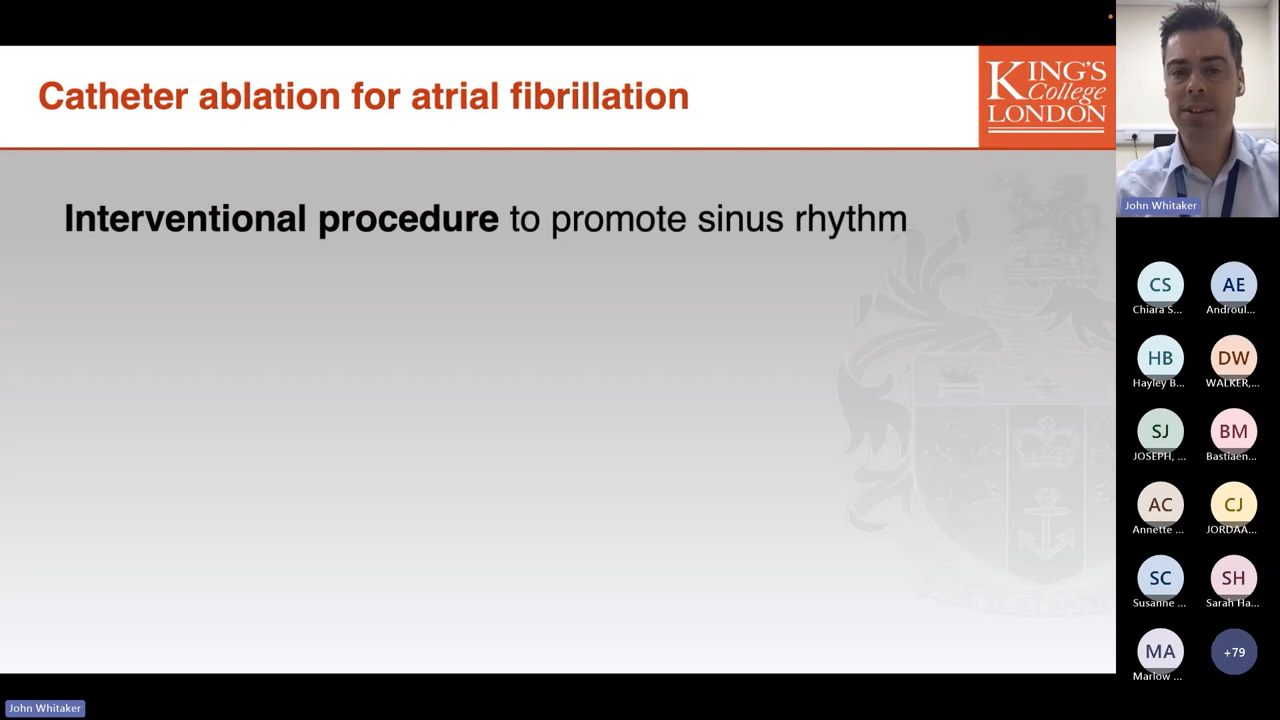 Catheter ablation for atrial fibrillation
KING'S
College
LONDON
Interventional procedure to promote sinus rhythm
John Whitaker
CS
AE
Chiara S...
Androul...
HB
DW
Hayley B...
WALKER,...
SJ
BM
JOSEPH, ...
Bastiaen...
AC
CJ
Annette ...
JORDAA...
SC
SH
Susanne ...
Sarah Ha...
MA
+79
Marlow ...
John Whitaker